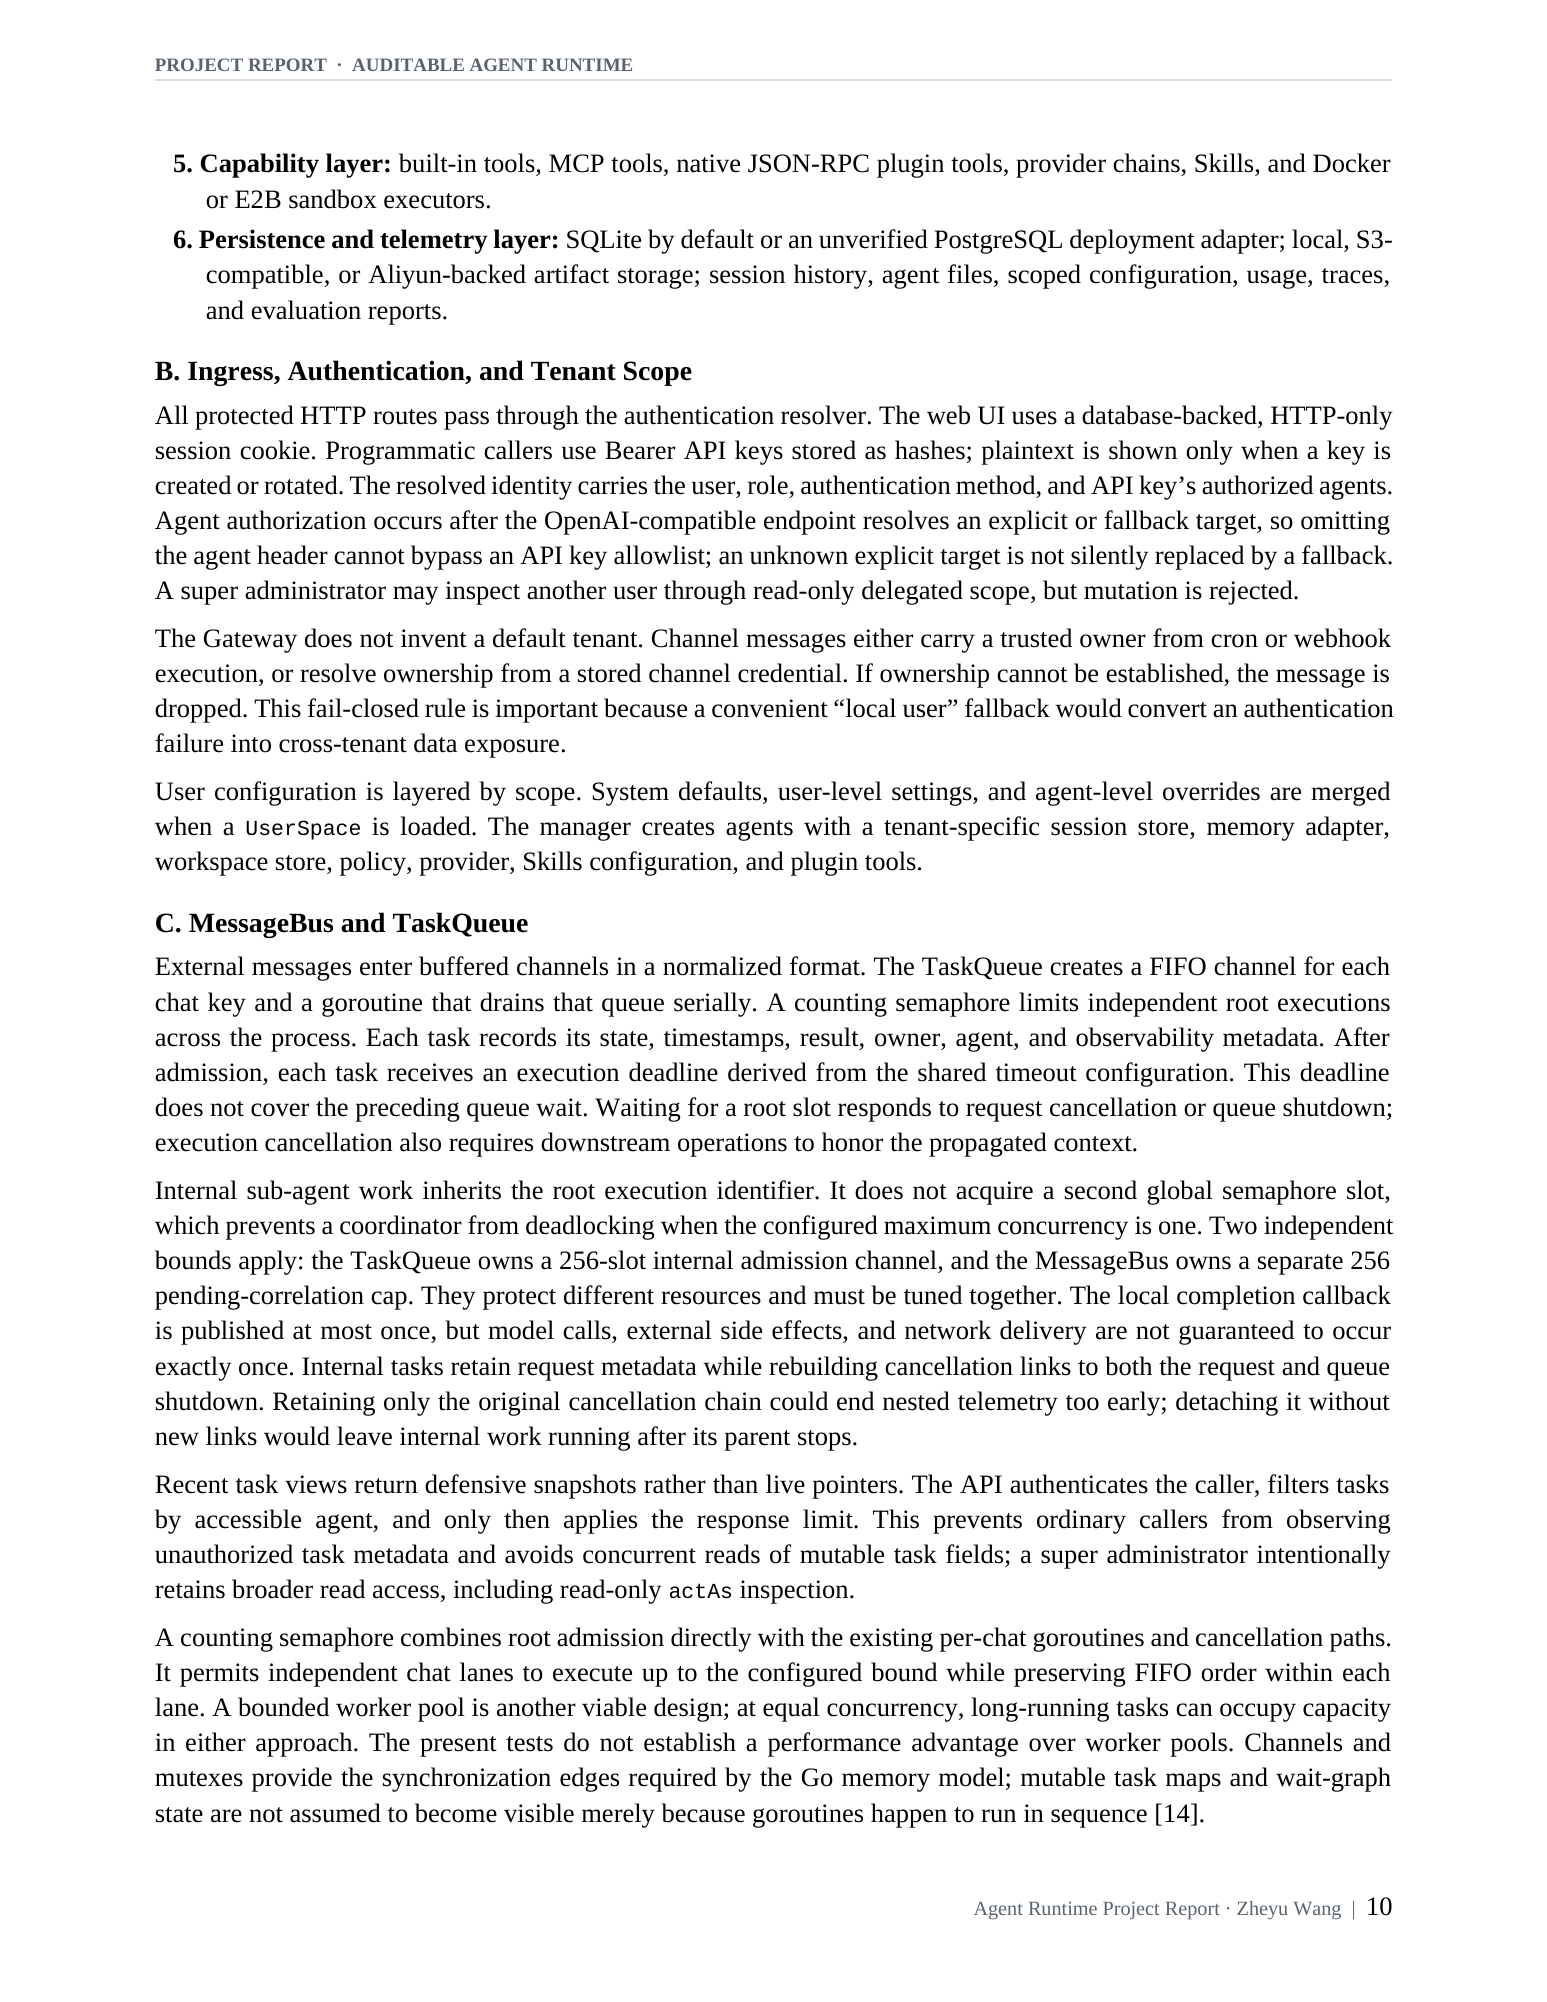 PROJECT REPORT · AUDITABLE AGENT RUNTIME
5. Capability layer: built-in tools, MCP tools, native JSON-RPC plugin tools, provider chains, Skills, and Docker
or E2B sandbox executors.
6. Persistence and telemetry layer: SQLite by default or an unverified PostgreSQL deployment adapter; local, S3-
compatible, or Aliyun-backed artifact storage; session history, agent files, scoped configuration, usage, traces,
and evaluation reports.
B. Ingress, Authentication, and Tenant Scope
All protected HTTP routes pass through the authentication resolver. The web UI uses a database-backed, HTTP-only
session cookie. Programmatic callers use Bearer API keys stored as hashes; plaintext is shown only when a key is
created or rotated. The resolved identity carries the user, role, authentication method, and API key’s authorized agents.
Agent authorization occurs after the OpenAI-compatible endpoint resolves an explicit or fallback target, so omitting
the agent header cannot bypass an API key allowlist; an unknown explicit target is not silently replaced by a fallback.
A super administrator may inspect another user through read-only delegated scope, but mutation is rejected.
The Gateway does not invent a default tenant. Channel messages either carry a trusted owner from cron or webhook
execution, or resolve ownership from a stored channel credential. If ownership cannot be established, the message is
dropped. This fail-closed rule is important because a convenient “local user” fallback would convert an authentication
failure into cross-tenant data exposure.
User configuration is layered by scope. System defaults, user-level settings, and agent-level overrides are merged
when a UserSpace is loaded. The manager creates agents with a tenant-specific session store, memory adapter,
workspace store, policy, provider, Skills configuration, and plugin tools.
C. MessageBus and TaskQueue
External messages enter buffered channels in a normalized format. The TaskQueue creates a FIFO channel for each
chat key and a goroutine that drains that queue serially. A counting semaphore limits independent root executions
across the process. Each task records its state, timestamps, result, owner, agent, and observability metadata. After
admission, each task receives an execution deadline derived from the shared timeout configuration. This deadline
does not cover the preceding queue wait. Waiting for a root slot responds to request cancellation or queue shutdown;
execution cancellation also requires downstream operations to honor the propagated context.
Internal sub-agent work inherits the root execution identifier. It does not acquire a second global semaphore slot,
which prevents a coordinator from deadlocking when the configured maximum concurrency is one. Two independent
bounds apply: the TaskQueue owns a 256-slot internal admission channel, and the MessageBus owns a separate 256
pending-correlation cap. They protect different resources and must be tuned together. The local completion callback
is published at most once, but model calls, external side effects, and network delivery are not guaranteed to occur
exactly once. Internal tasks retain request metadata while rebuilding cancellation links to both the request and queue
shutdown. Retaining only the original cancellation chain could end nested telemetry too early; detaching it without
new links would leave internal work running after its parent stops.
Recent task views return defensive snapshots rather than live pointers. The API authenticates the caller, filters tasks
by accessible agent, and only then applies the response limit. This prevents ordinary callers from observing
unauthorized task metadata and avoids concurrent reads of mutable task fields; a super administrator intentionally
retains broader read access, including read-only actAs inspection.
A counting semaphore combines root admission directly with the existing per-chat goroutines and cancellation paths.
It permits independent chat lanes to execute up to the configured bound while preserving FIFO order within each
lane. A bounded worker pool is another viable design; at equal concurrency, long-running tasks can occupy capacity
in either approach. The present tests do not establish a performance advantage over worker pools. Channels and
mutexes provide the synchronization edges required by the Go memory model; mutable task maps and wait-graph
state are not assumed to become visible merely because goroutines happen to run in sequence [14].
Agent Runtime Project Report · Zheyu Wang | 10